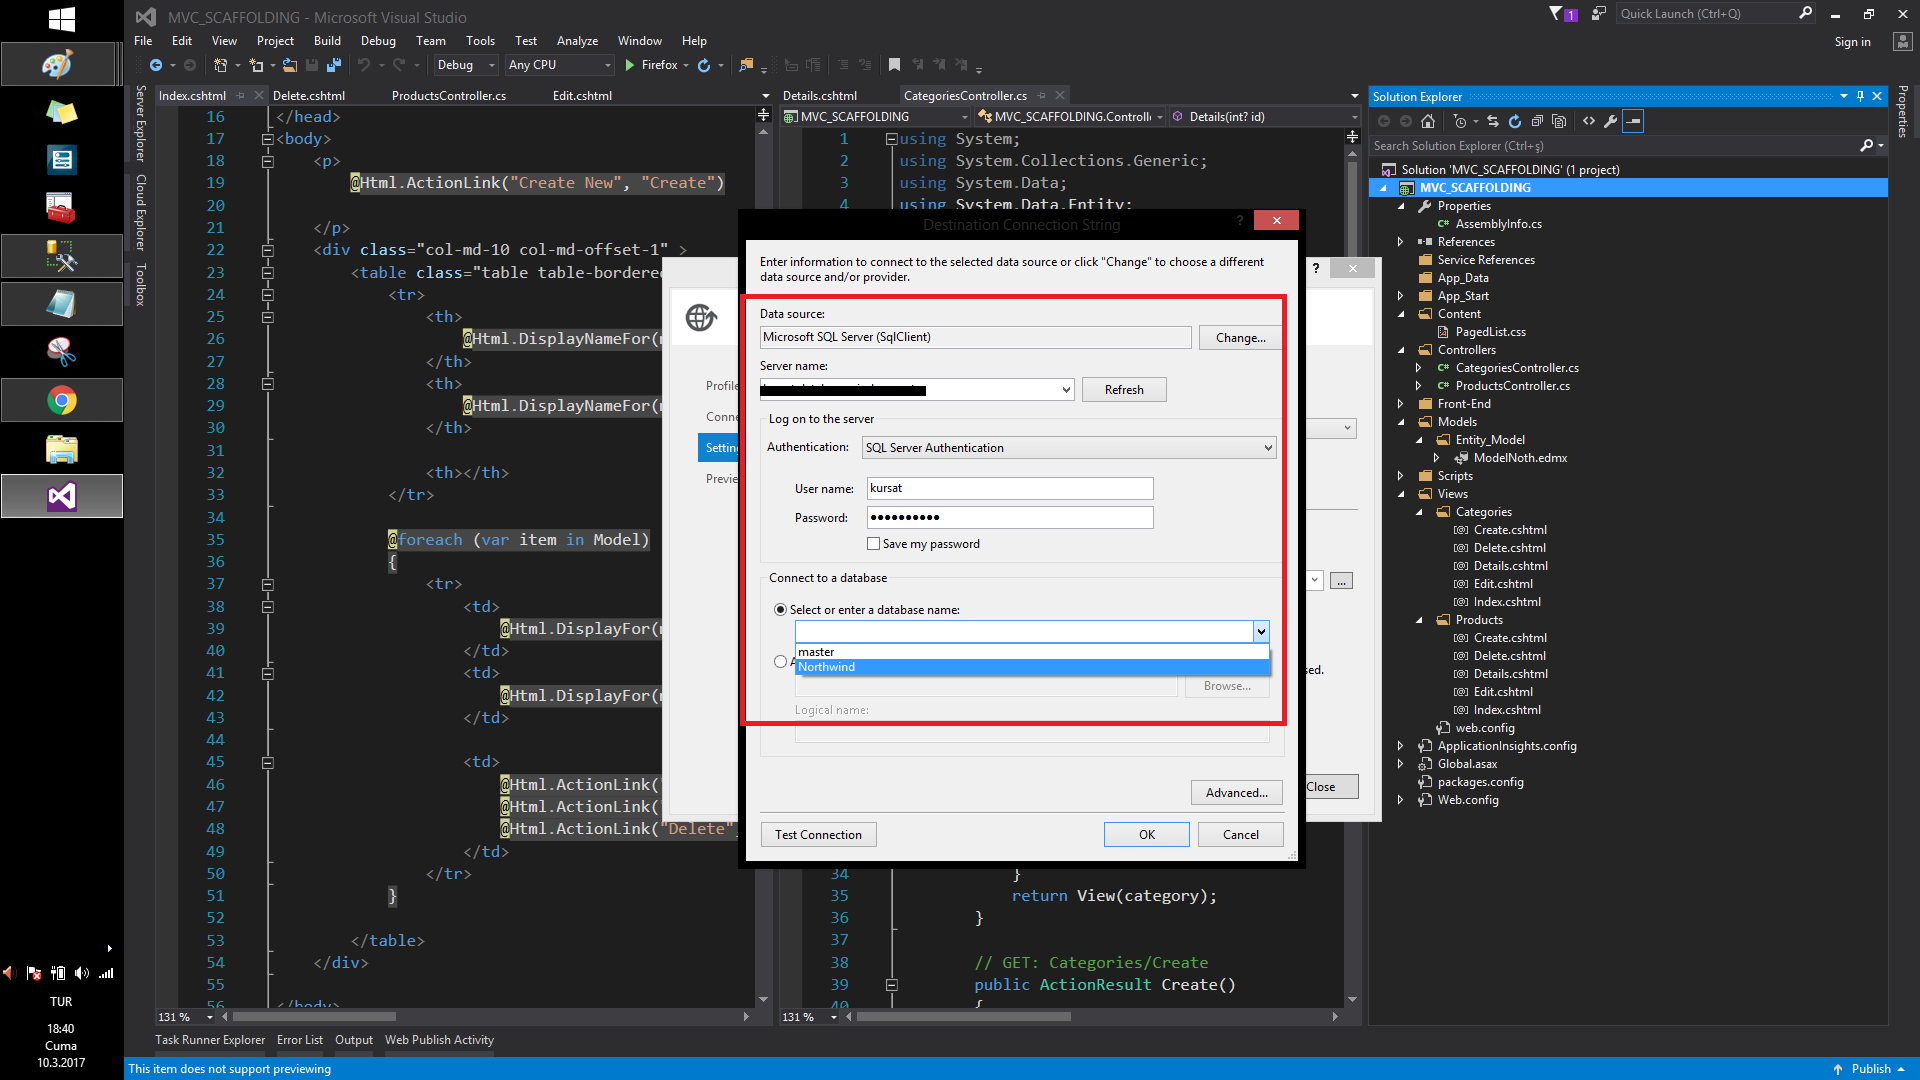 MVC_SCAFFOLDING - Microsoft Visual Studio
1
Quick Launch (Ctrl+Q)
File Edit View Project Build Debug Team Tools Test Analyze Window Help
Sign in
Debug
Any CPU
Firefox
Server Explorer
Cloud Explorer
Toolbox
Index.cshtml
Delete.cshtml
ProductsController.cs
Edit.cshtml
16 </head>
17 <body>
18 <p>
19 @Html.ActionLink("Create New", "Create")
20
21 </p>
22 <div class="col-md-10 col-md-offset-1" >
23 <table class="table table-bordere
24 <tr>
25 <th>
26 @Html.DisplayNameFor(
27 </th>
28 <th>
29 @Html.DisplayNameFor(
30 </th>
31
32 <th></th>
33 </tr>
34
35 @foreach (var item in Model)
36 {
37 <tr>
38 <td>
39 @Html.DisplayFor(
40 </td>
41 <td>
42 @Html.DisplayFor(
43 </td>
44
45 <td>
46 @Html.ActionLink(
47 @Html.ActionLink(
48 @Html.ActionLink("Delete"
49 </td>
50 </tr>
51 }
52
53 </table>
54 </div>
55
56 </body>
131 %
Details.cshtml
CategoriesController.cs
MVC_SCAFFOLDING
MVC_SCAFFOLDING.Controlle
Details(int? id)
1 using System;
2 using System.Collections.Generic;
3 using System.Data;
4 using System.Data.Entity;
34 }
35 return View(category);
36 }
37
38 // GET: Categories/Create
39 public ActionResult Create()
40 {
131 %
Profile
Conne
Settin
Previe
?
...
sed.
Close
Destination Connection String
?
Enter information to connect to the selected data source or click "Change" to choose a different
data source and/or provider.
Data source:
Microsoft SQL Server (SqlClient)
Change...
Server name:
Refresh
Log on to the server
Authentication:
SQL Server Authentication
User name:
kursat
Password:
●●●●●●●●●●
Save my password
Connect to a database
Select or enter a database name:
master
Northwind
A
Browse...
Logical name:
Advanced...
Test Connection
OK
Cancel
Solution Explorer
Search Solution Explorer (Ctrl+ş)
Solution 'MVC_SCAFFOLDING' (1 project)
MVC_SCAFFOLDING
Properties
C# AssemblyInfo.cs
References
Service References
App_Data
App_Start
Content
PagedList.css
Controllers
C# CategoriesController.cs
C# ProductsController.cs
Front-End
Models
Entity_Model
ModelNoth.edmx
Scripts
Views
Categories
Create.cshtml
Delete.cshtml
Details.cshtml
Edit.cshtml
Index.cshtml
Products
Create.cshtml
Delete.cshtml
Details.cshtml
Edit.cshtml
Index.cshtml
web.config
ApplicationInsights.config
Global.asax
packages.config
Web.config
Properties
Task Runner Explorer
Error List
Output
Web Publish Activity
This item does not support previewing
Publish
TUR
18:40
Cuma
10.3.2017